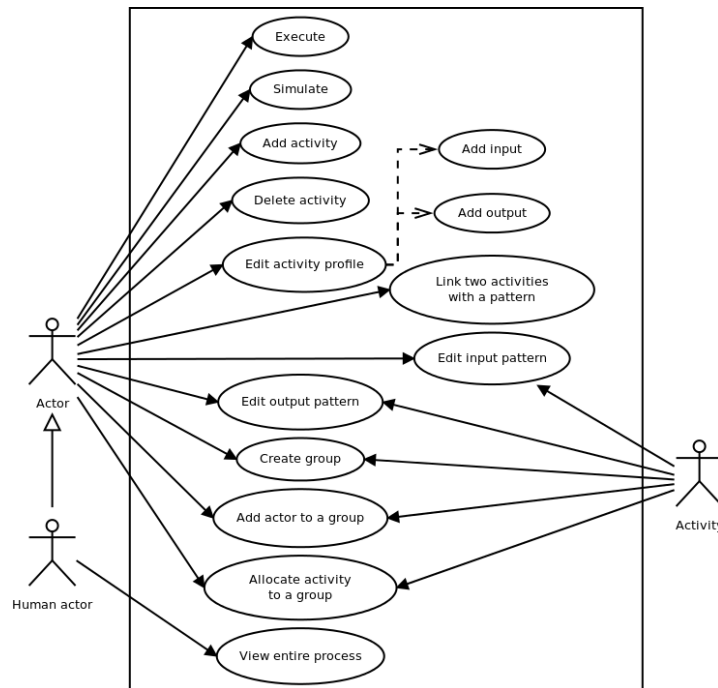 Execute
Simulate
Add activity
Add input
Delete activity
Add output
Edit activity profile
Link two activities
with a pattern
Edit input pattern
Actor
Edit output pattern
Create group
Add actor to a group
Activity
Allocate activity
to a group
Human actor
View entire process